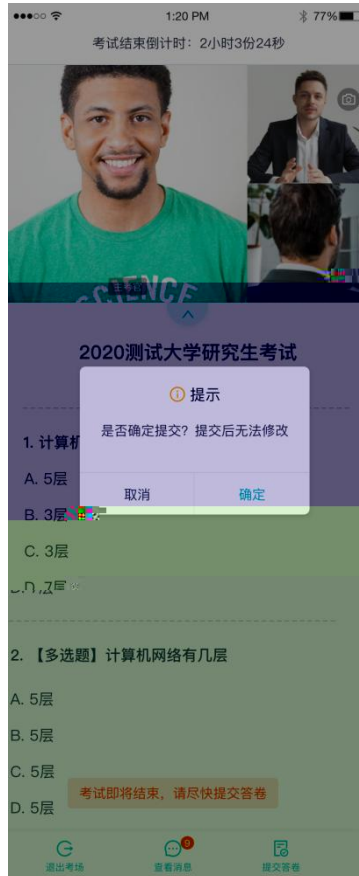 1:20 PM
77%
考试结束倒计时：2小时3份24秒
SCIENCE
2020测试大学研究生考试
提示
是否确定提交？提交后无法修改
取消
确定
1. 计算机
A. 5层
B. 3层
C. 3层
D. 7层
2. 【多选题】计算机网络有几层
A. 5层
B. 5层
C. 5层
考试即将结束，请尽快提交答卷
D. 5层
9
退出考场
查看消息
提交答卷